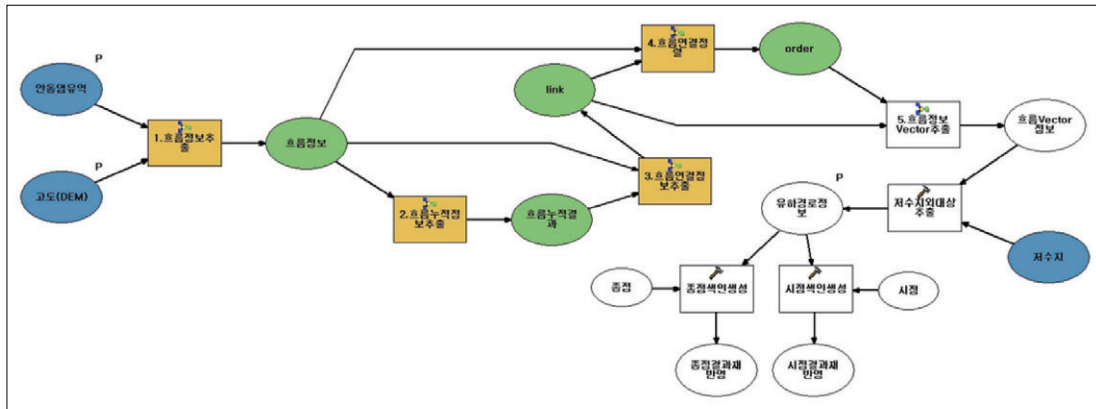 P
안동댐유역
P
고도(DEM)
1.흐름정보추
출
흐름정보
2.흐름누적정
보추출
흐름누적결
과
3.흐름연결정
보추출
link
4.흐름연결정
렬
order
5.흐름정보
Vector추출
흐름Vector
정보
저수지외대상
추출
저수지
P
유하경로정
보
종점
종점색인생성
시점색인생성
시점
종점결과재
반영
시점결과재
반영